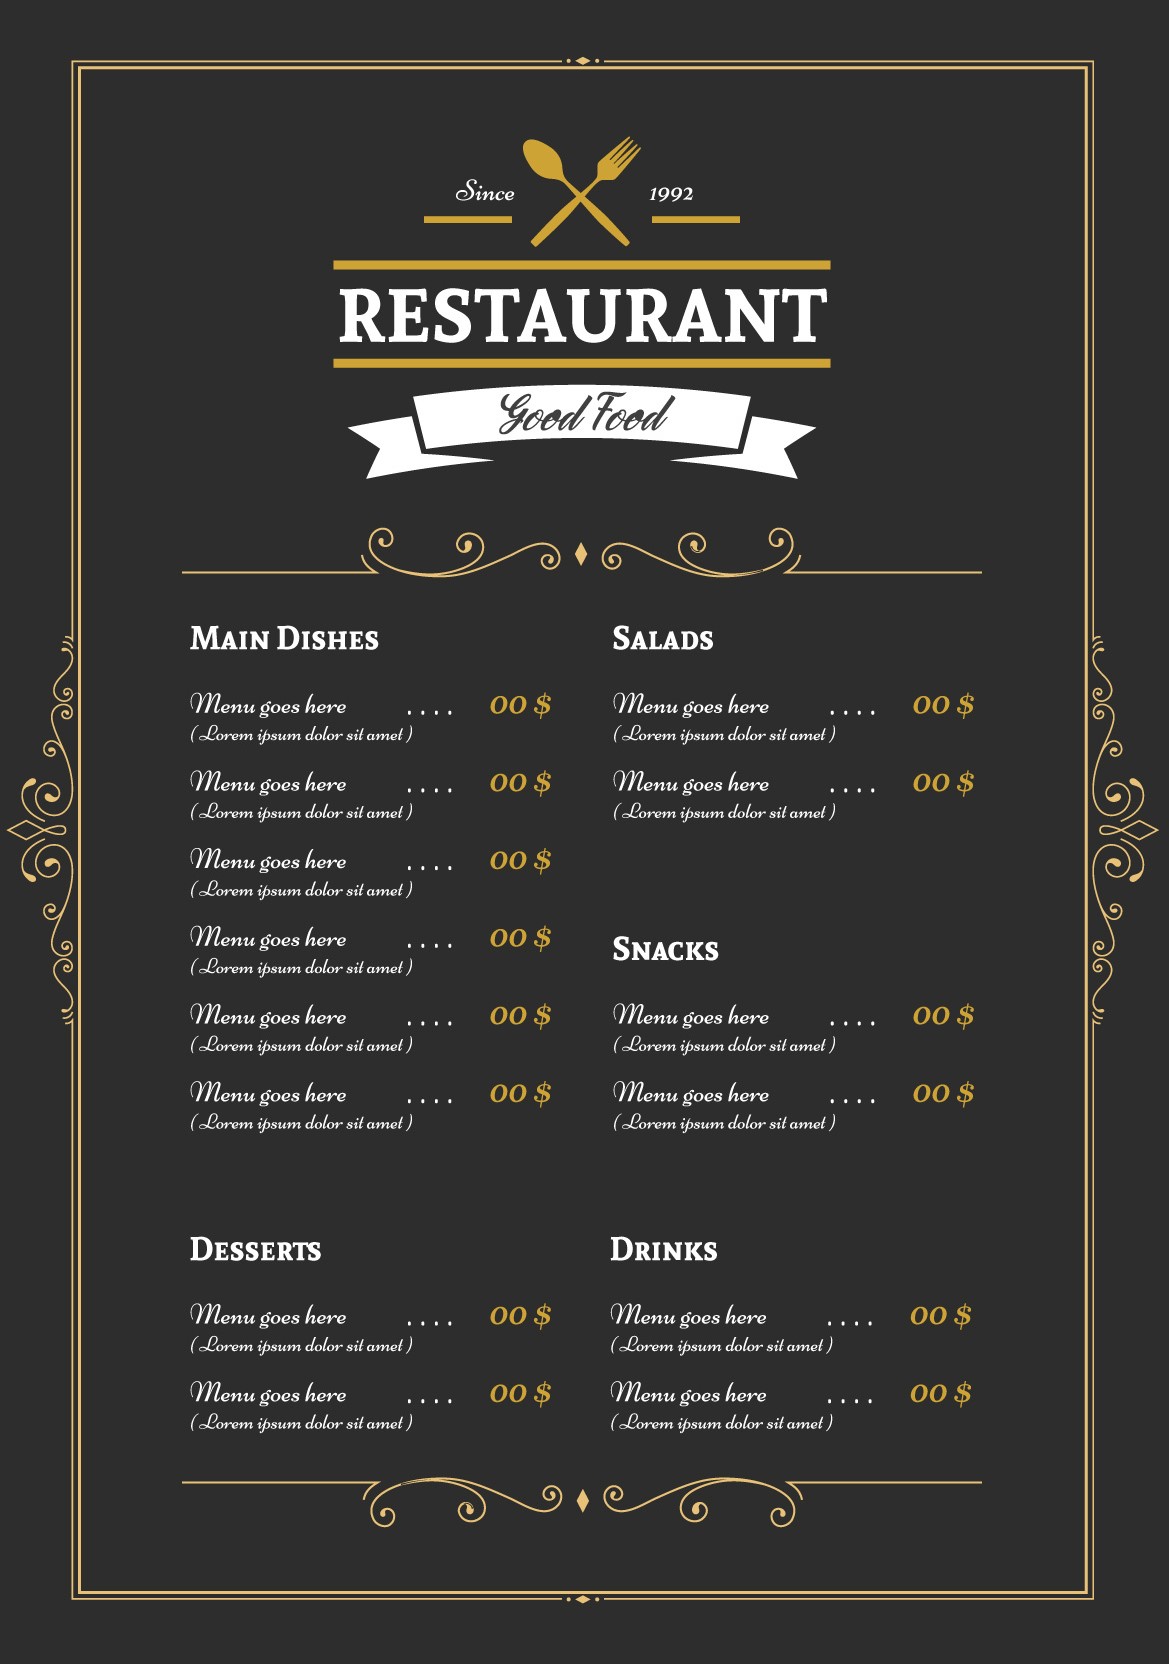 Since 1992
RESTAURANT
Good Food
Main Dishes
Menu goes here .... 00 $
( Lorem ipsum dolor sit amet )
Menu goes here .... 00 $
( Lorem ipsum dolor sit amet )
Menu goes here .... 00 $
( Lorem ipsum dolor sit amet )
Menu goes here .... 00 $
( Lorem ipsum dolor sit amet )
Menu goes here .... 00 $
( Lorem ipsum dolor sit amet )
Menu goes here .... 00 $
( Lorem ipsum dolor sit amet )
Salads
Menu goes here .... 00 $
( Lorem ipsum dolor sit amet )
Menu goes here .... 00 $
( Lorem ipsum dolor sit amet )
Snacks
Menu goes here .... 00 $
( Lorem ipsum dolor sit amet )
Menu goes here .... 00 $
( Lorem ipsum dolor sit amet )
Desserts
Menu goes here .... 00 $
( Lorem ipsum dolor sit amet )
Menu goes here .... 00 $
( Lorem ipsum dolor sit amet )
Drinks
Menu goes here .... 00 $
( Lorem ipsum dolor sit amet )
Menu goes here .... 00 $
( Lorem ipsum dolor sit amet )